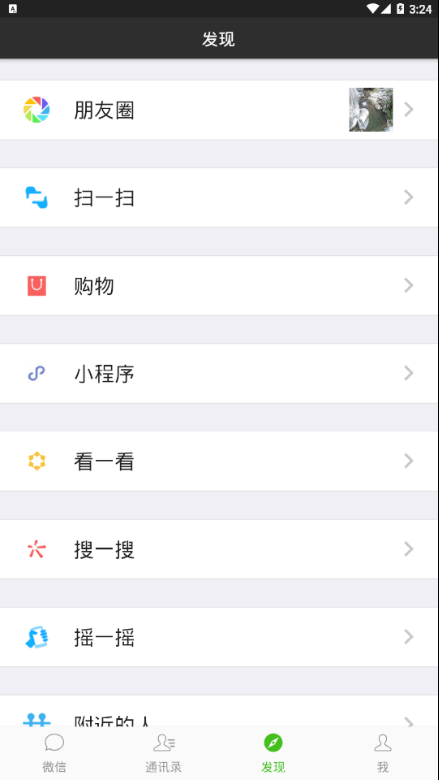 3:24
发现
朋友圈
扫一扫
购物
小程序
看一看
搜一搜
摇一摇
附近的人
微信
通讯录
发现
我